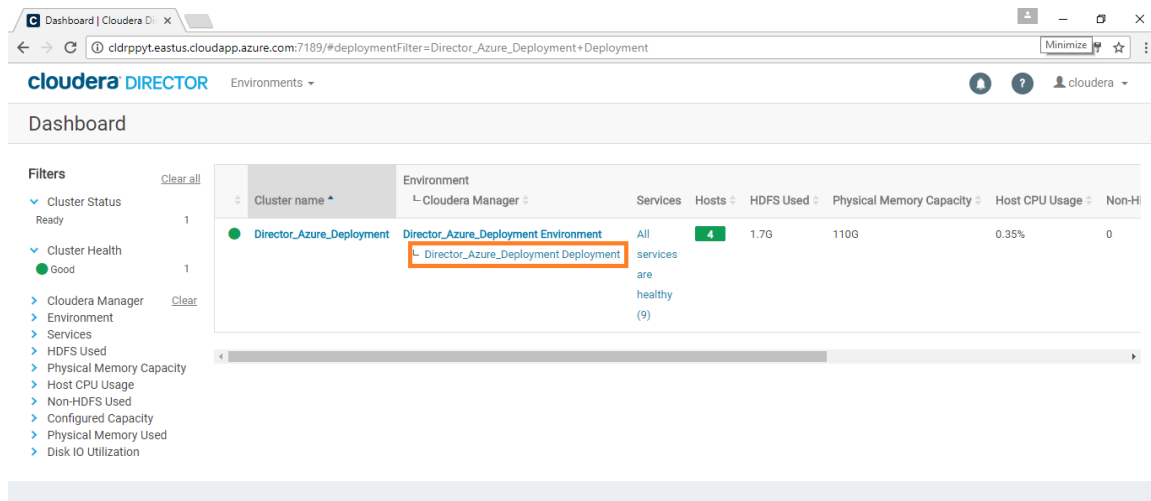 Dashboard | Cloudera Di
cldrppyt.eastus.cloudapp.azure.com:7189/#deploymentFilter=Director_Azure_Deployment+Deployment
Minimize
cloudera DIRECTOR
Environments
?
cloudera
Dashboard
Filters
Clear all
Cluster Status
Ready 1
Cluster Health
Good 1
Cloudera Manager Clear
Environment
Services
HDFS Used
Physical Memory Capacity
Host CPU Usage
Non-HDFS Used
Configured Capacity
Physical Memory Used
Disk IO Utilization
Environment
Cluster name Cloudera Manager Services Hosts HDFS Used Physical Memory Capacity Host CPU Usage Non-H
Director_Azure_Deployment Director_Azure_Deployment Environment All 4 1.7G 110G 0.35% 0
Director_Azure_Deployment Deployment services
are
healthy
(9)